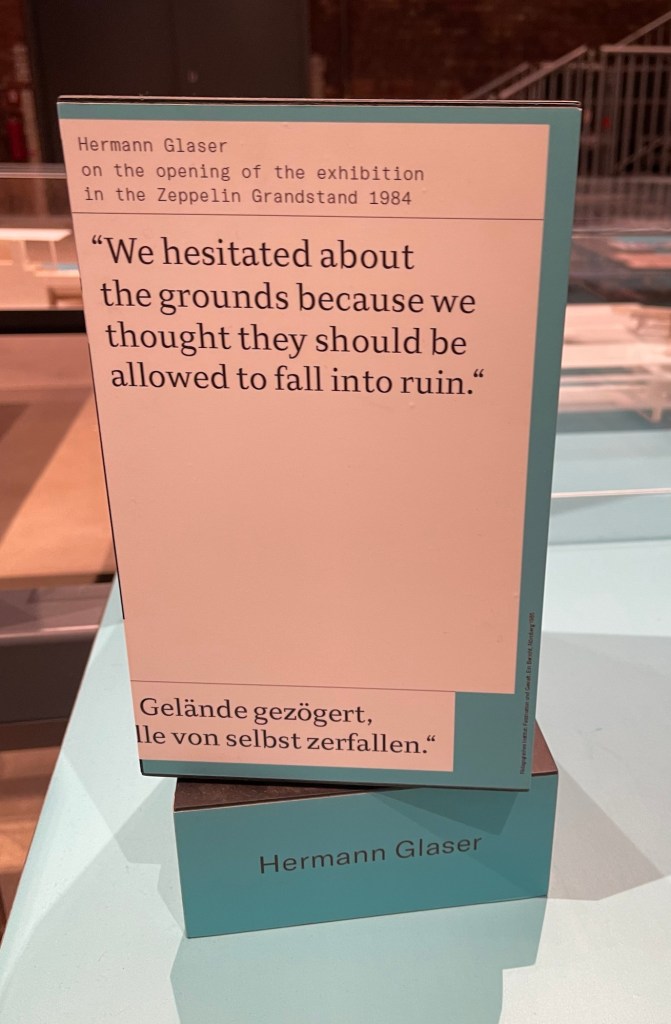 Hermann Glaser
on the opening of the exhibition
in the Zeppelin Grandstand 1984
“We hesitated about
the grounds because we
thought they should be
allowed to fall into ruin.“
Gelände gezögert,
lle von selbst zerfallen.“
Hermann Glaser